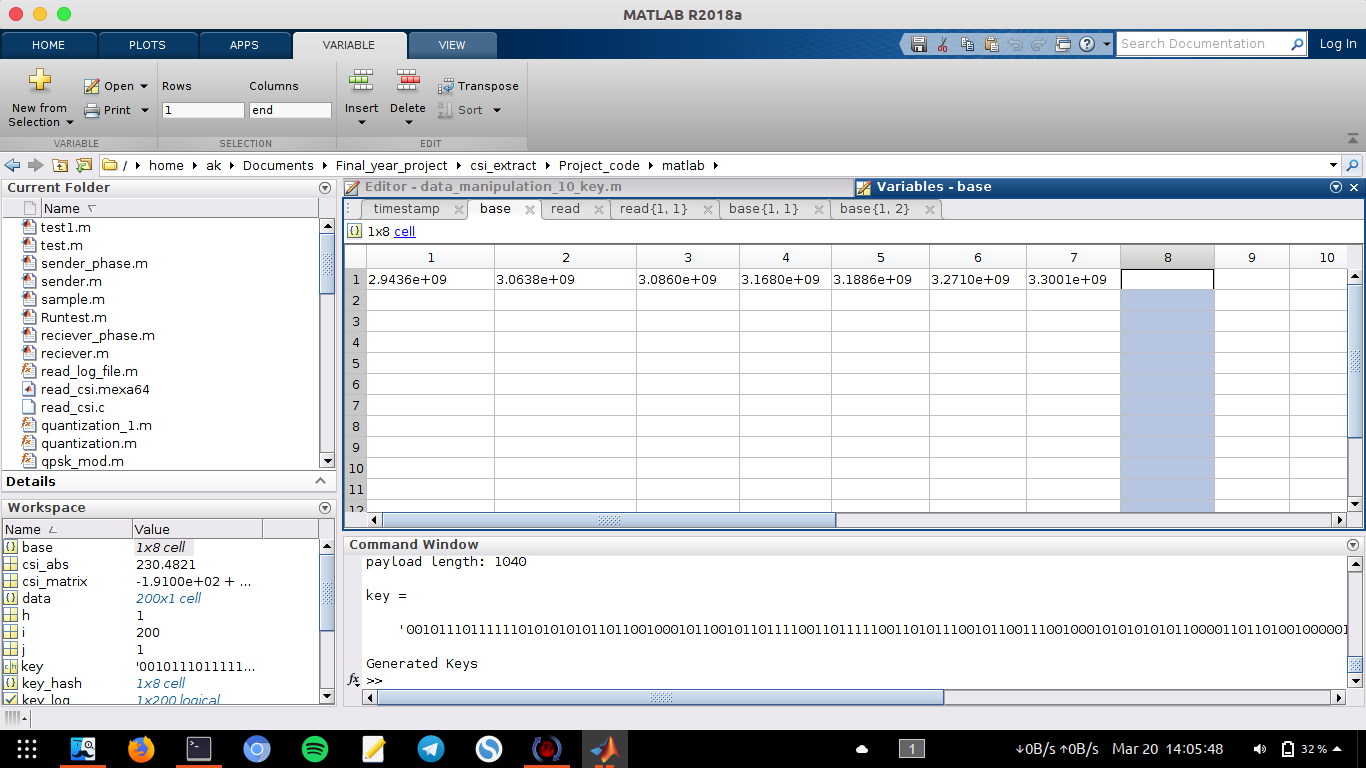 MATLAB R2018a
HOME PLOTS APPS VARIABLE VIEW Search Documentation Log In
New from Selection
Open
Print
Rows Columns
1 end
Insert Delete
Transpose
Sort
VARIABLE SELECTION EDIT
/ home ak Documents Final_year_project csi_extract Project_code matlab
Current Folder
Name
test1.m
test.m
sender_phase.m
sender.m
sample.m
Runtest.m
reciever_phase.m
reciever.m
read_log_file.m
read_csi.mexa64
read_csi.c
quantization_1.m
quantization.m
qpsk_mod.m
Details
Workspace
Name Value
base 1x8 cell
csi_abs 230.4821
csi_matrix -1.9100e+02 + ...
data 200x1 cell
h 1
i 200
j 1
key '0010111011111...
key_hash 1x8 cell
key_log 1x200 logical
Editor - data_manipulation_10_key.m Variables - base
timestamp base read read{1, 1} base{1, 1} base{1, 2}
1x8 cell
1 2 3 4 5 6 7 8 9 10
1 2.9436e+09 3.0638e+09 3.0860e+09 3.1680e+09 3.1886e+09 3.2710e+09 3.3001e+09
2
3
4
5
6
7
8
9
10
11
12
Command Window
payload length: 1040
key =
Generated Keys
fx >>
1 0B/s 0B/s Mar 20 14:05:48 32 %